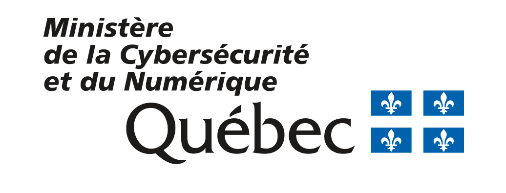 Ministère
de la Cybersécurité
et du Numérique
Québec